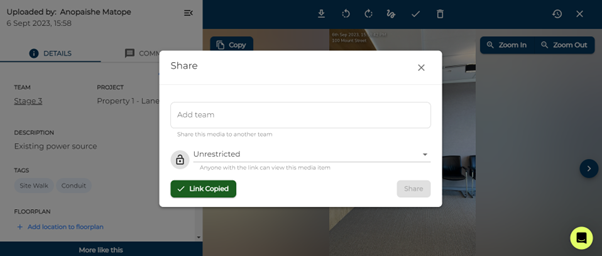 Uploaded by: Anopaishe Matope
6 Sept 2023, 15:58
DETAILS
COMM
Copy
Zoom In
Zoom Out
TEAM
PROJECT
Stage 3
Property 1 - Lane
DESCRIPTION
Existing power source
TAGS
Site Walk
Conduit
FLOORPLAN
+ Add location to floorplan
More like this
Share
Add team
Share this media to another team
Unrestricted
Anyone with the link can view this media item
Link Copied
Share